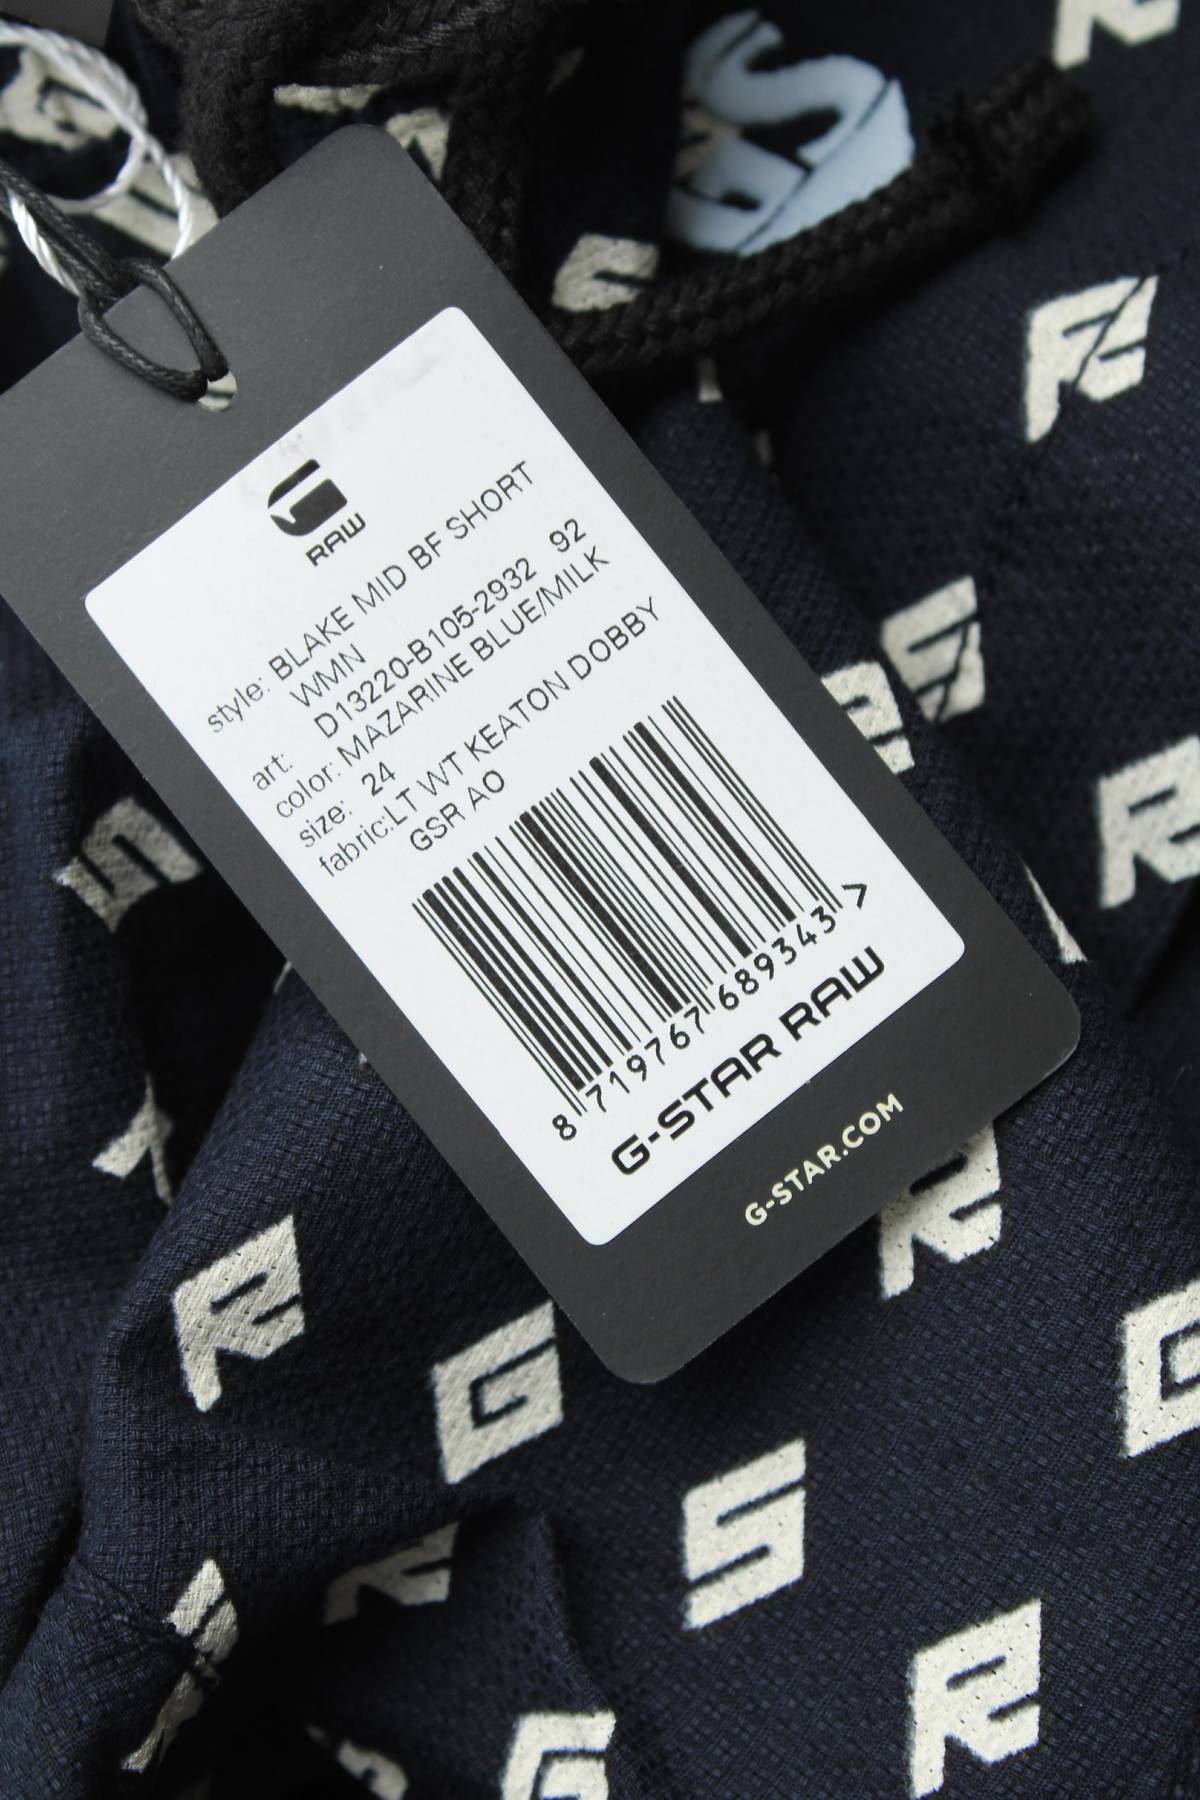 G
RAW
style: BLAKE MID BF SHORT
WMN
art: D13220-B105-2932 92
color: MAZARINE BLUE/MILK
size: 24
fabric:LT WT KEATON DOBBY
GSR AO
8 719767 689343 >
G-STAR RAW
G-STAR.COM
R
R
S
R
R
R
G
S
R
G
R
G